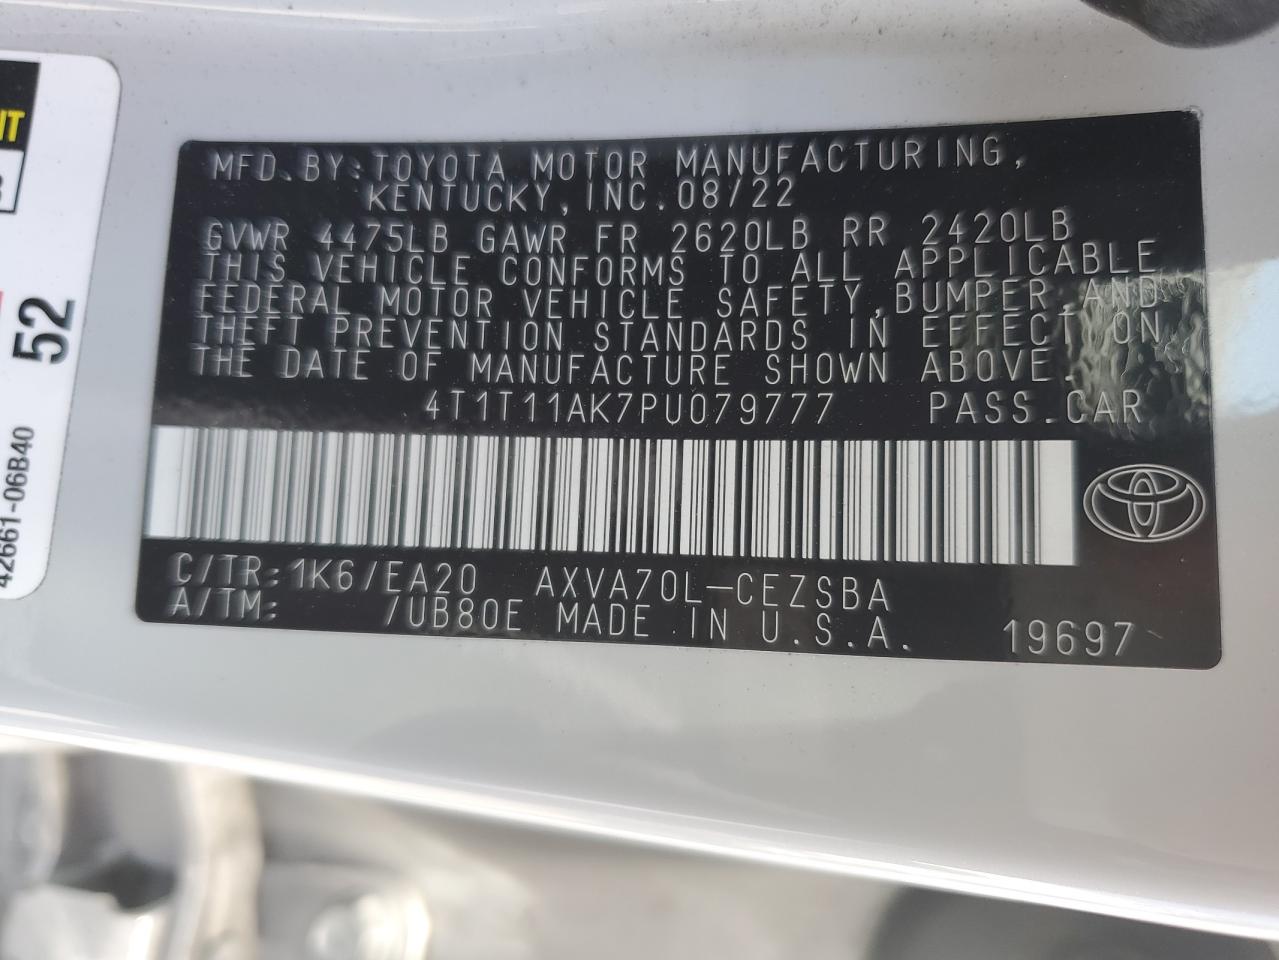 MFD.BY:TOYOTA MOTOR MANUFACTURING,
KENTUCKY,INC.08/22
GVWR 4475LB GAWR FR 2620LB RR 2420LB
THIS VEHICLE CONFORMS TO ALL APPLICABLE
FEDERAL MOTOR VEHICLE SAFETY,BUMPER,AND
THEFT PREVENTION STANDARDS IN EFFECT ON
THE DATE OF MANUFACTURE SHOWN ABOVE.
4T1T11AK7PU079777 PASS.CAR
C/TR:1K6/EA20 AXVA70L-CEZSBA
A/TM: /UB80E MADE IN U.S.A. 19697
52
42661-06B40